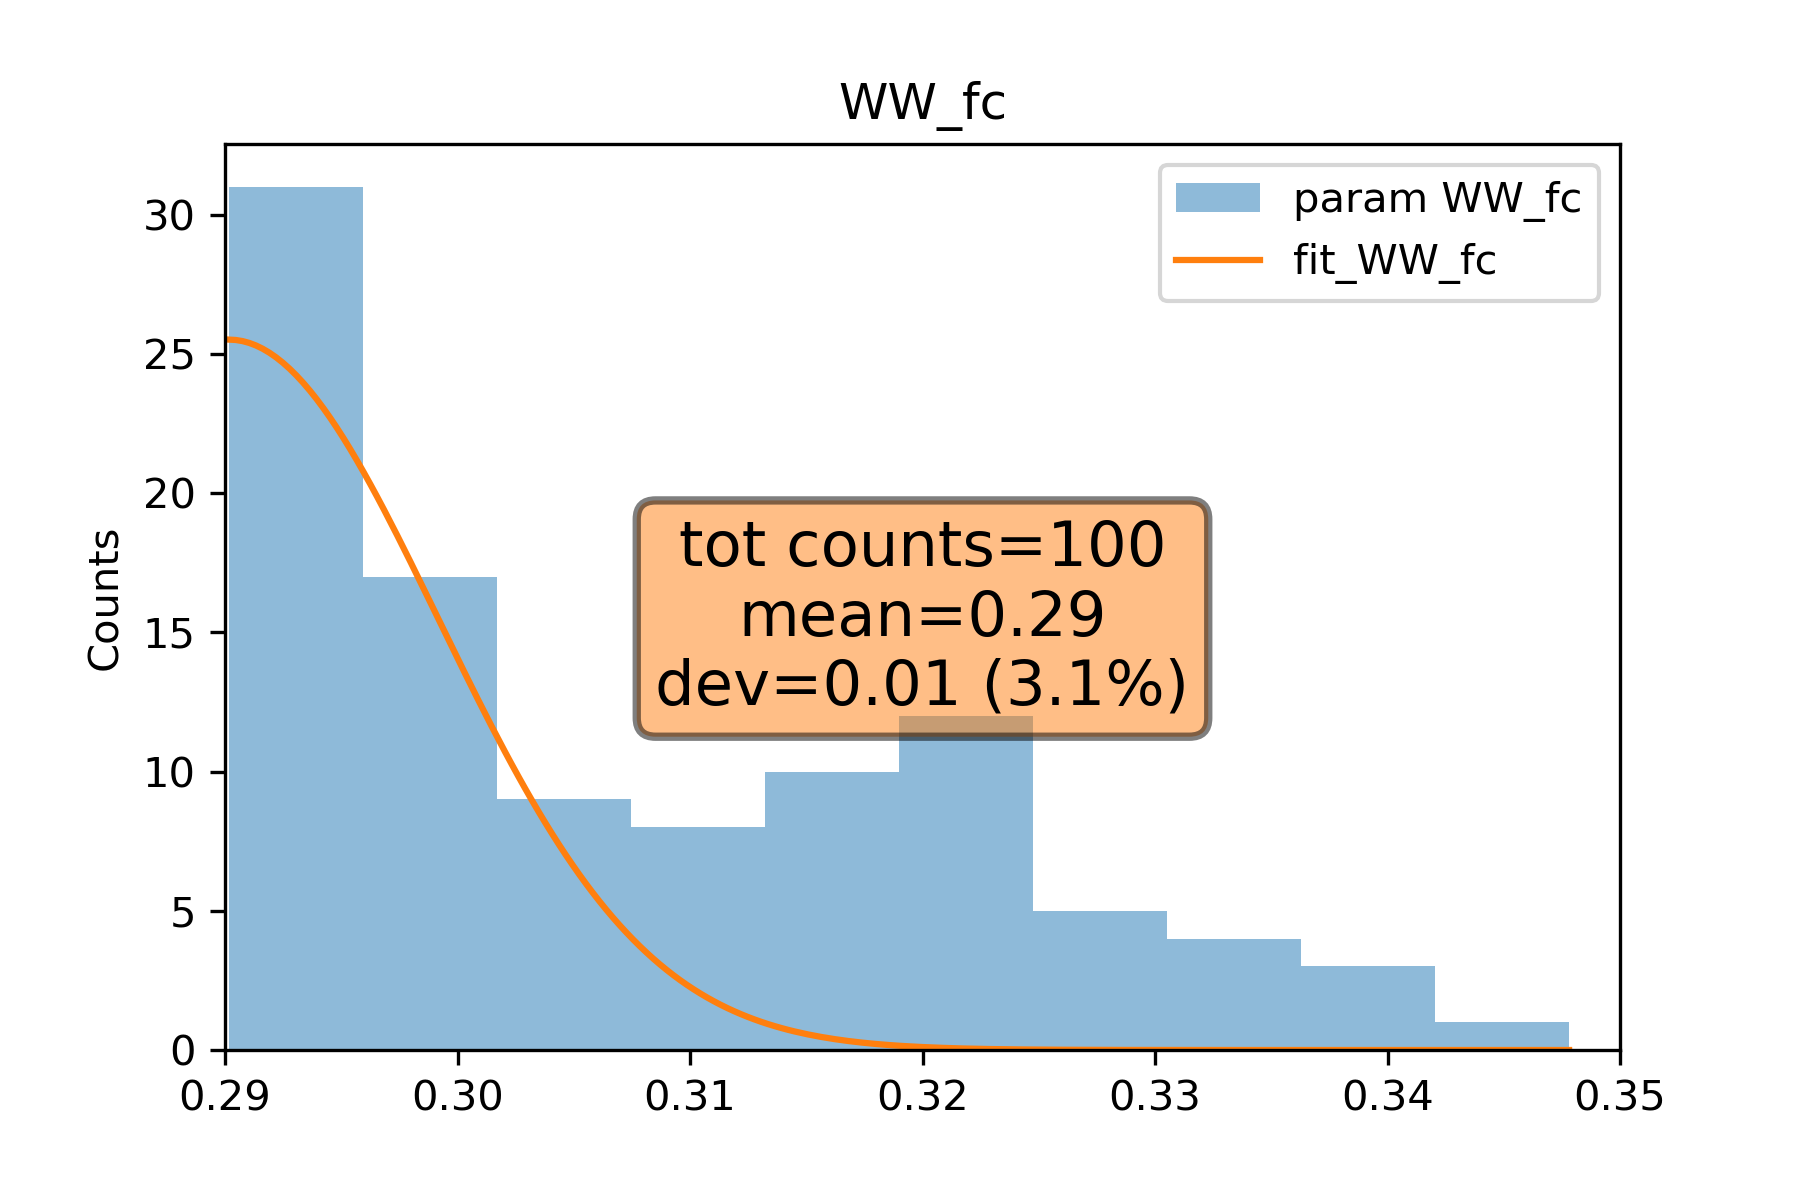 WW_fc
param WW_fc
fit_WW_fc
30
25
20
15
10
5
0
Counts
tot counts=100
mean=0.29
dev=0.01 (3.1%)
0.29 0.30 0.31 0.32 0.33 0.34 0.35